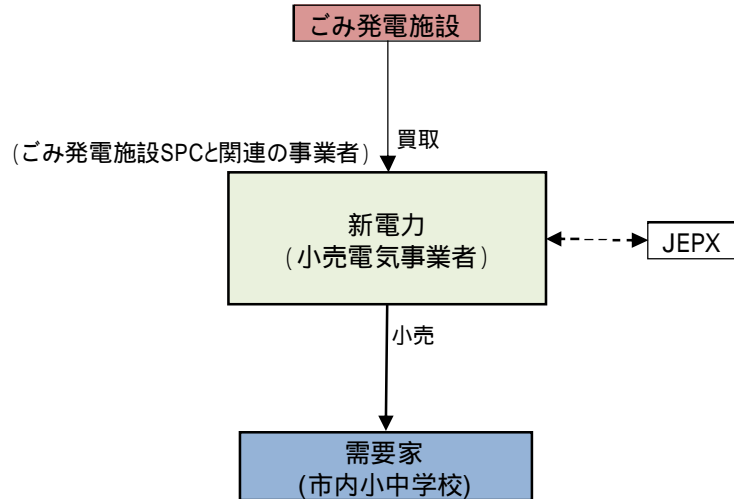 ごみ発電施設
買取
(ごみ発電施設SPCと関連の事業者)
新電力
(小売電気事業者)
JEPX
小売
需要家
(市内小中学校)